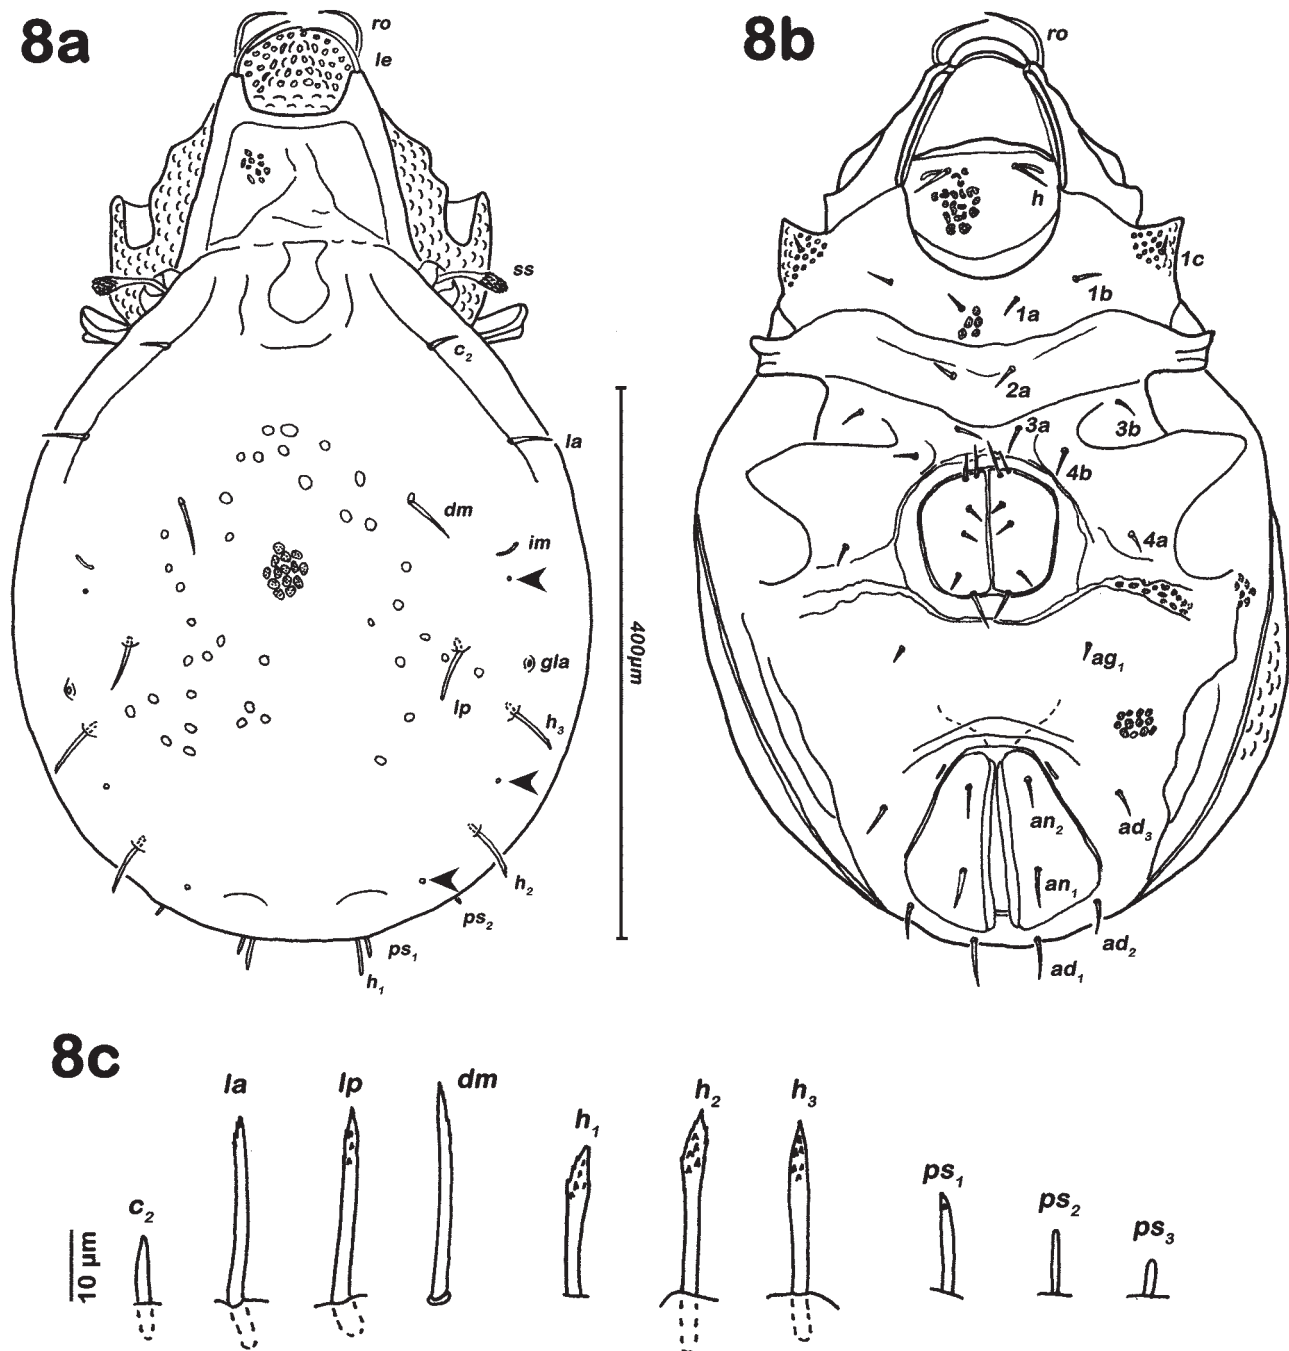 8a
ro
le
ss
c2
la
dm
im
gla
lp
h3
h2
ps2
ps1
h1
400µm
8b
ro
h
1c
1b
1a
2a
3a
3b
4b
4a
ag1
an2
ad3
an1
ad2
ad1
8c
la
lp
dm
h1
h2
h3
c2
ps1
ps2
ps3
10 µm